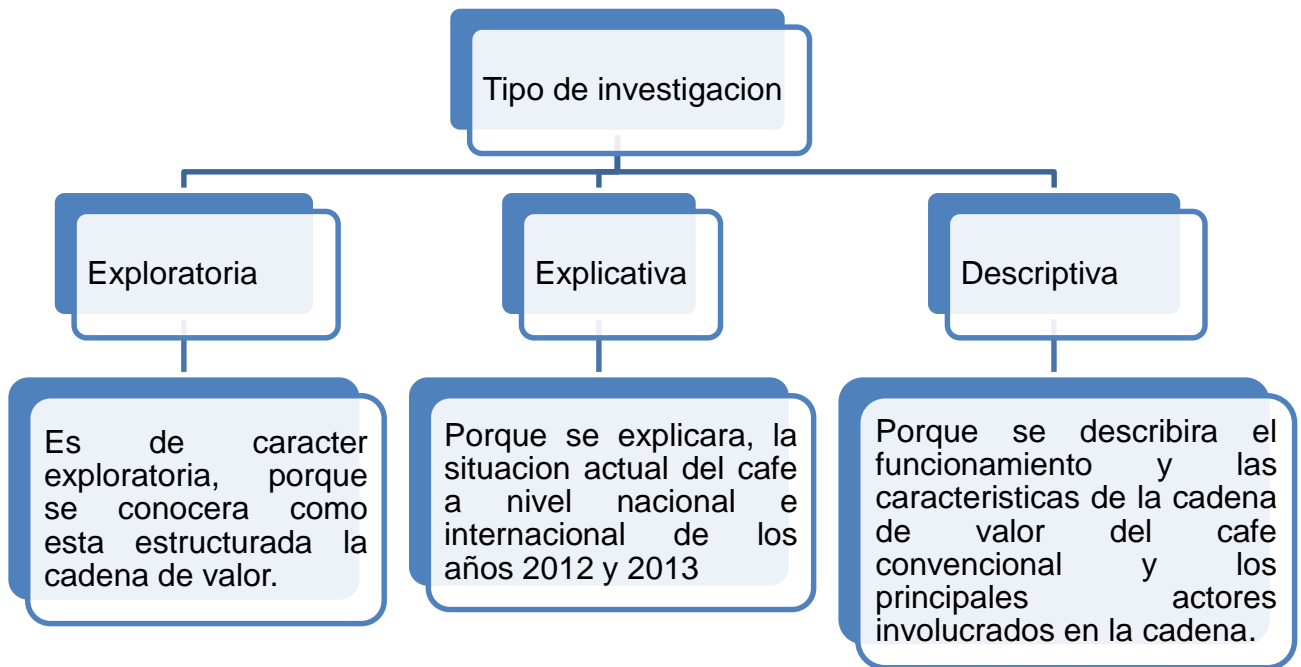 Tipo de investigacion
Exploratoria
Explicativa
Descriptiva
Es de caracter
exploratoria, porque
se conocera como
esta estructurada la
cadena de valor.
Porque se explicara, la
situacion actual del cafe
a nivel nacional e
internacional de los
años 2012 y 2013
Porque se describira el
funcionamiento y las
caracteristicas de la cadena
de valor del cafe
convencional y los
principales actores
involucrados en la cadena.